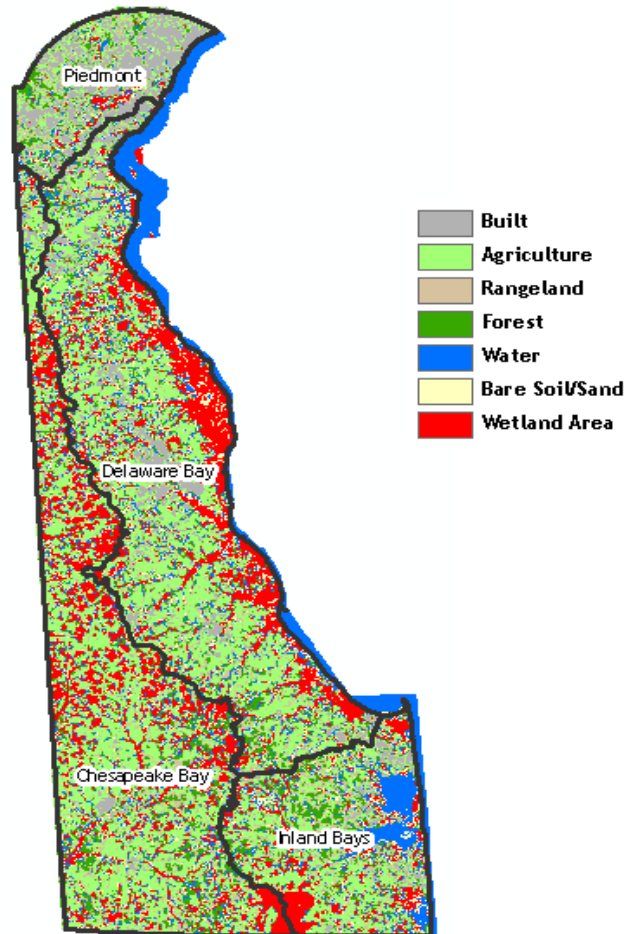 Piedmont
Built
Agriculture
Rangeland
Forest
Water
Bare Soil/Sand
Wetland Area
Delaware Bay
Chesapeake Bay
Inland Bays